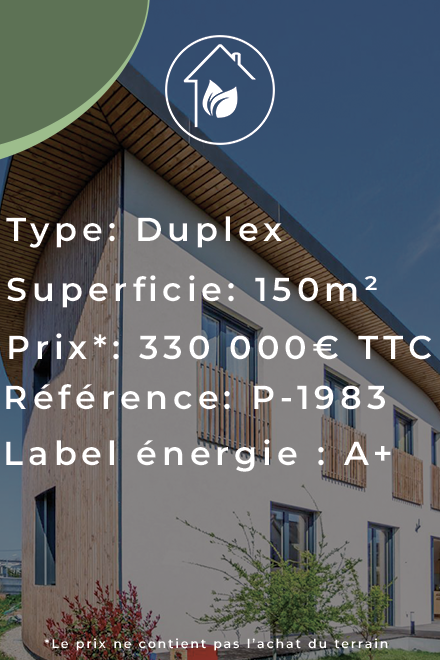 Type: Duplex
Superficie: 150m²
Prix*: 330 000€ TTC
Référence: P-1983
Label énergie : A+
*Le prix ne contient pas l'achat du terrain